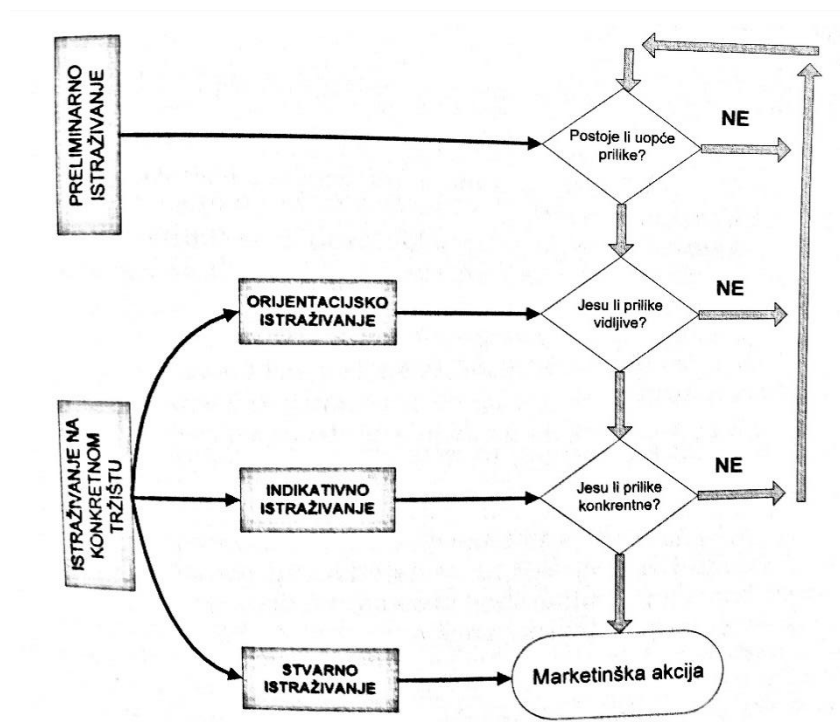 PRELIMINARNO
ISTRAŽIVANJE
Postoje li uopće
prilike?
NE
ORIJENTACIJSKO
ISTRAŽIVANJE
Jesu li prilike
vidljive?
NE
ISTRAŽIVANJE NA
KONKRETNOM
TRŽIŠTU
INDIKATIVNO
ISTRAŽIVANJE
Jesu li prilike
konkrentne?
NE
STVARNO
ISTRAŽIVANJE
Marketinška akcija